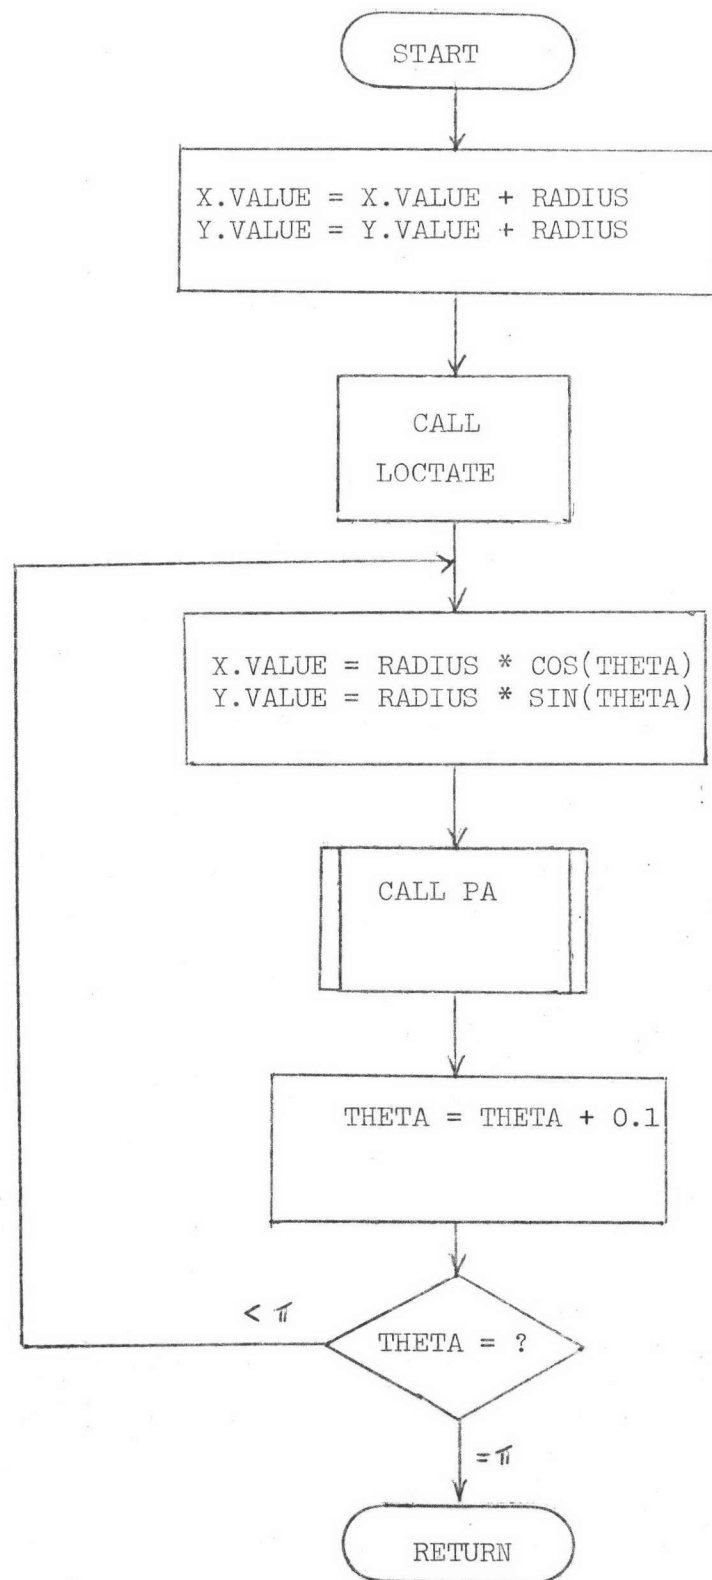 START
X.VALUE = X.VALUE + RADIUS
Y.VALUE = Y.VALUE + RADIUS
CALL
LOCTATE
X.VALUE = RADIUS * COS(THETA)
Y.VALUE = RADIUS * SIN(THETA)
CALL PA
THETA = THETA + 0.1
< π
THETA = ?
= π
RETURN